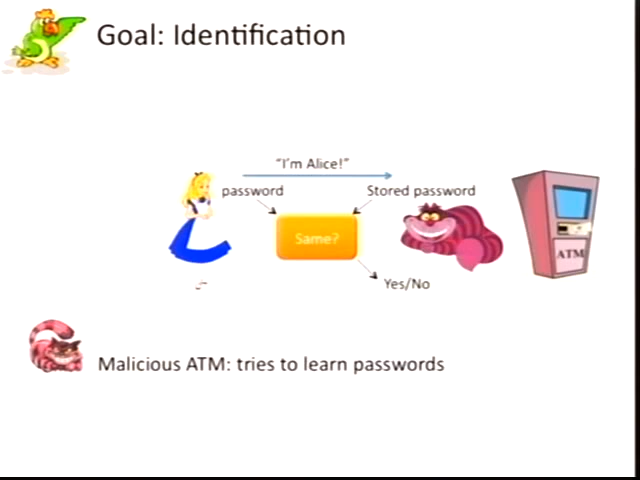 Goal: Identification
“I’m Alice!”
password
Stored password
Same?
ATM
Yes/No
Malicious ATM: tries to learn passwords